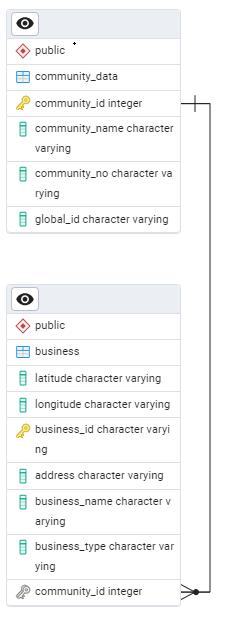 public
community_data
community_id integer
community_name character
varying
community_no character va
rying
global_id character varying
public
business
latitude character varying
longitude character varying
business_id character varyi
ng
address character varying
business_name character v
arying
business_type character var
ying
community_id integer